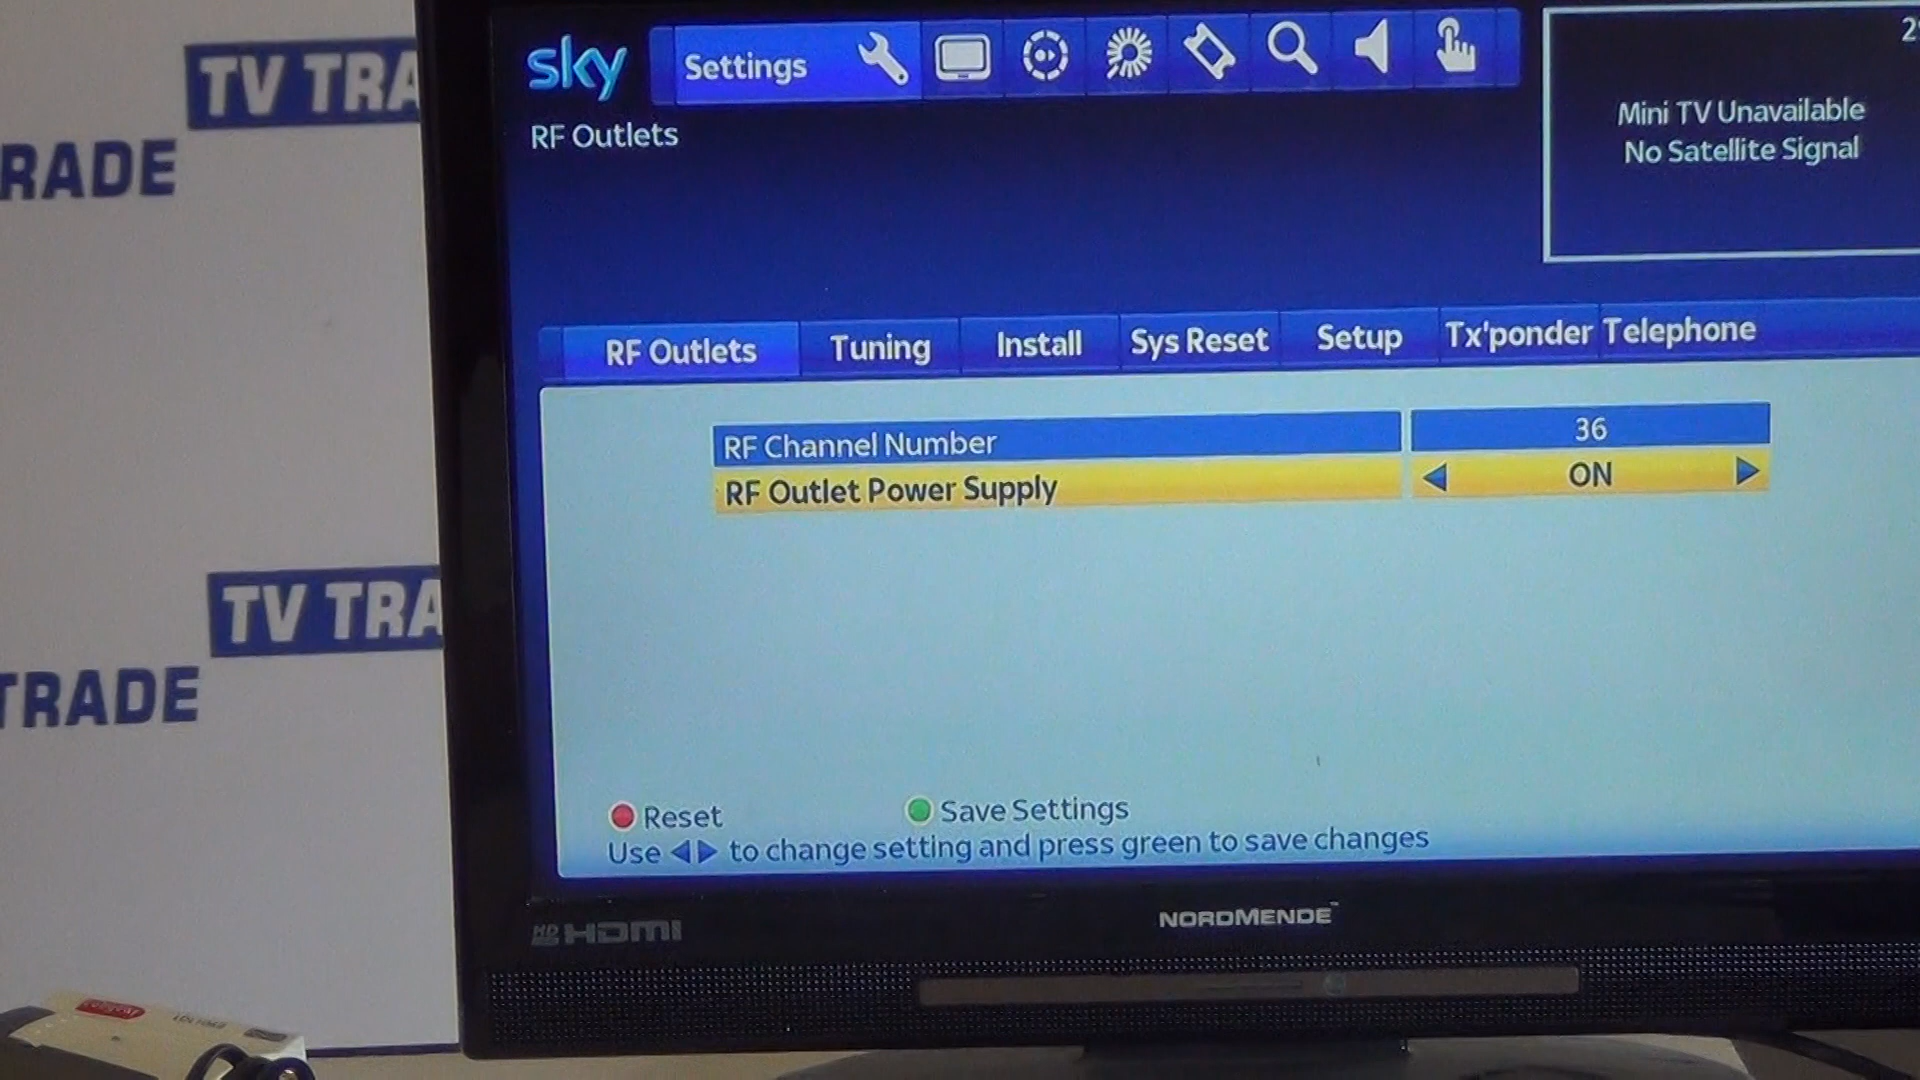 TV TRA
RADE
TV TRA
TRADE
sky
Settings
RF Outlets
Mini TV Unavailable
No Satellite Signal
RF Outlets Tuning Install Sys Reset Setup Tx'ponder Telephone
RF Channel Number 36
RF Outlet Power Supply ON
Reset Save Settings
Use ◀▶ to change setting and press green to save changes
HD HDMI
NORDMENDE™